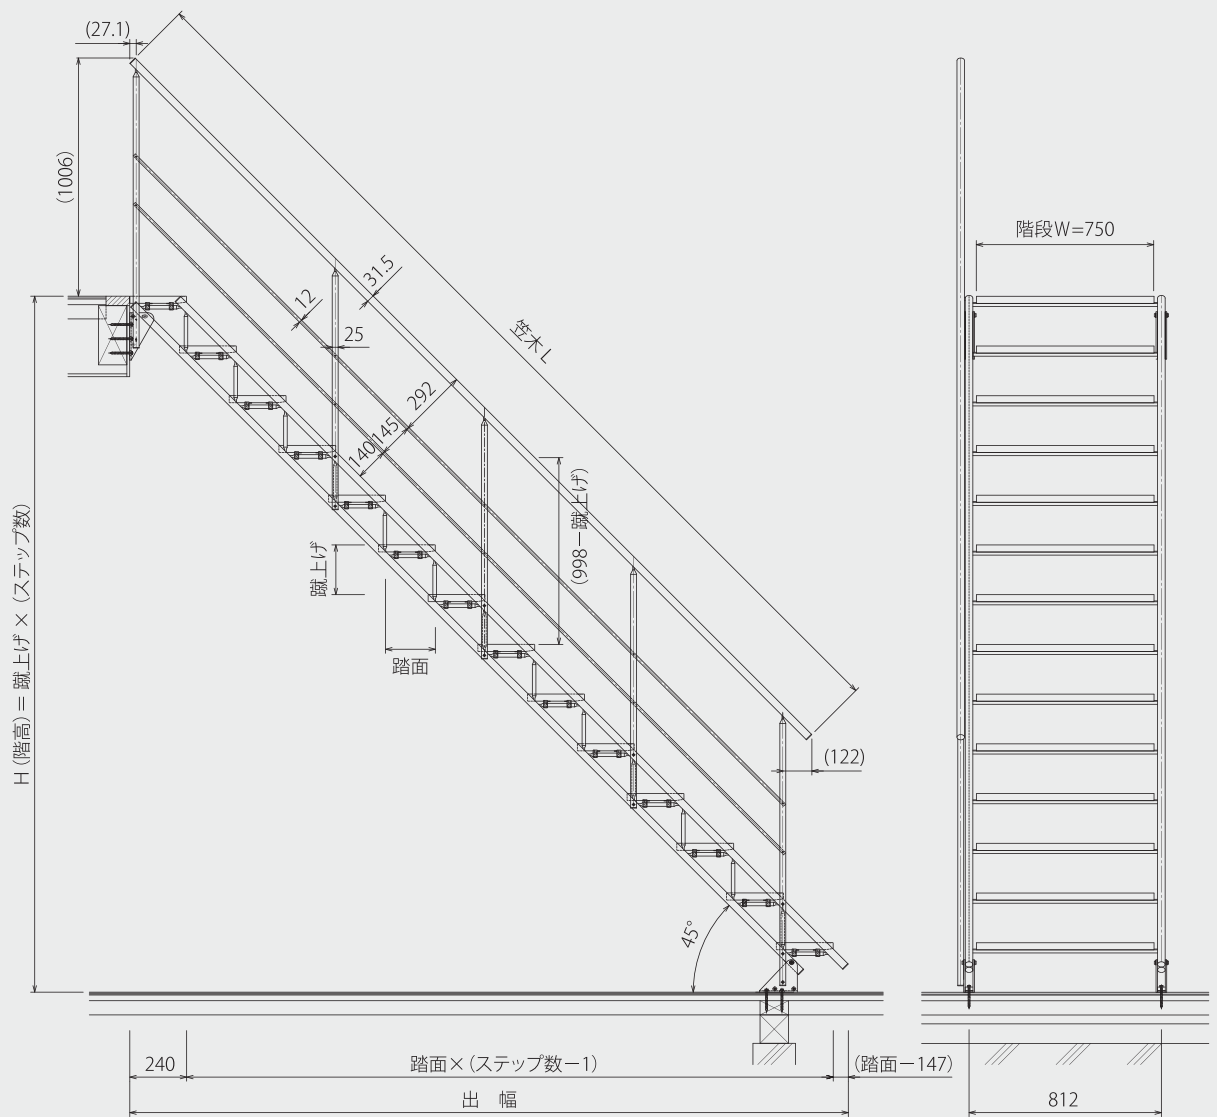 (27.1)
(1006)
31.5
12
25
笠木 L
292
145
140
(998－蹴上げ)
蹴上げ
踏面
H (階高) ＝ 蹴上げ × (ステップ数)
(122)
45°
240
踏面×(ステップ数－1)
(踏面－147)
出　幅
階段W=750
812